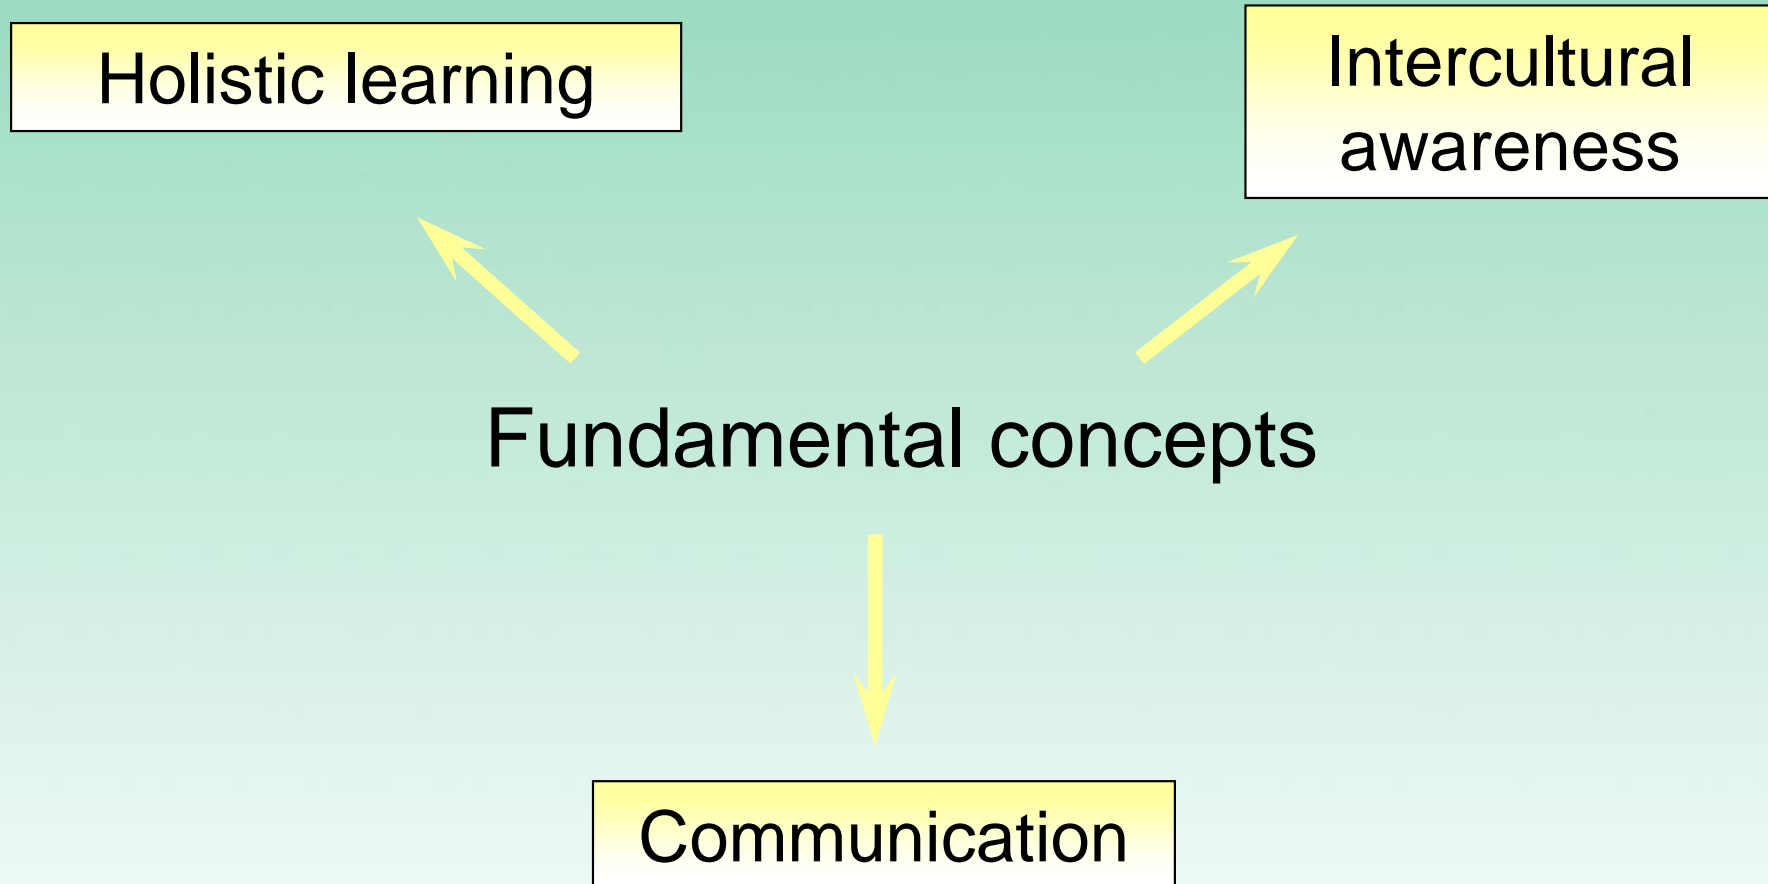 Holistic learning
Intercultural
awareness
Fundamental concepts
Communication